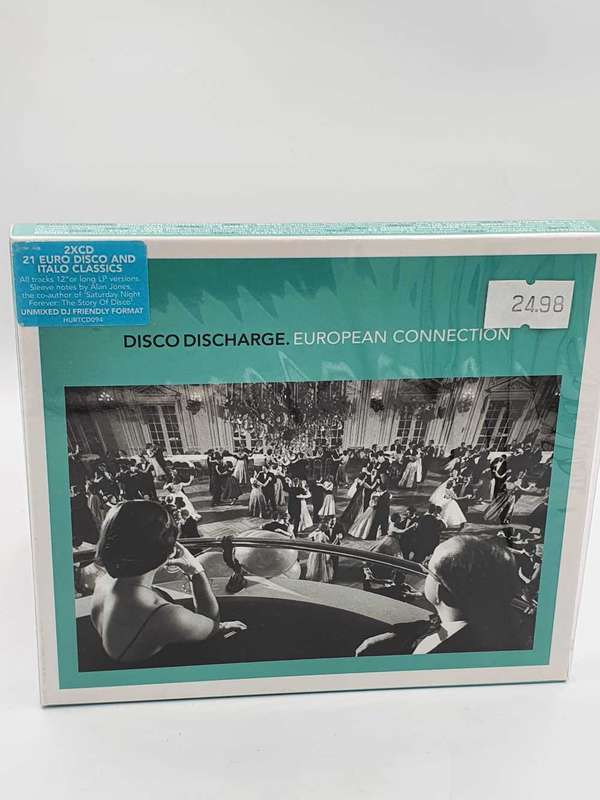 2XCD
21 EURO DISCO AND
ITALO CLASSICS
All tracks 12" or long LP versions.
Sleeve notes by Alan Jones,
the co-author of 'Saturday Night
Forever: The Story Of Disco'.
UNMIXED DJ FRIENDLY FORMAT
HURTCD094
24.98
DISCO DISCHARGE. EUROPEAN CONNECTION